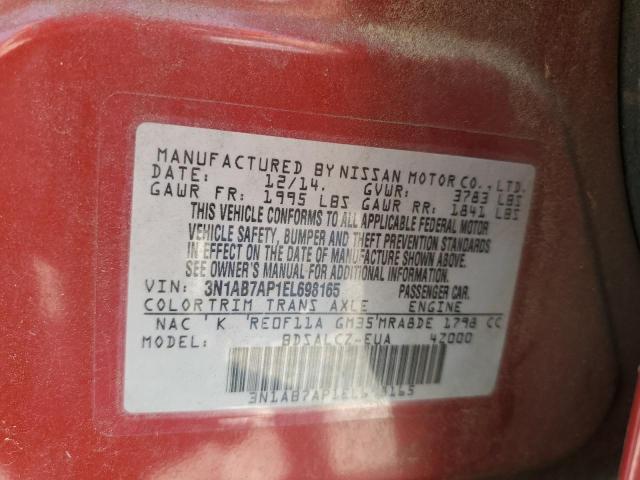 MANUFACTURED BY NISSAN MOTOR CO., LTD.
DATE: 12/14. GVWR: 3783 LBS
GAWR FR: 1995 LBS GAWR RR: 1841 LBS
THIS VEHICLE CONFORMS TO ALL APPLICABLE FEDERAL MOTOR
VEHICLE SAFETY, BUMPER AND THEFT PREVENTION STANDARDS
IN EFFECT ON THE DATE OF MANUFACTURE SHOWN ABOVE.
SEE OWNER'S MANUAL FOR ADDITIONAL INFORMATION.
VIN: 3N1AB7AP1EL698165 PASSENGER CAR.
COLOR TRIM TRANS AXLE ENGINE
NAC 'K 'RE0F11A GM35'MRA8DE 1798 CC
MODEL: BDSALCZ-EUA 4Z000